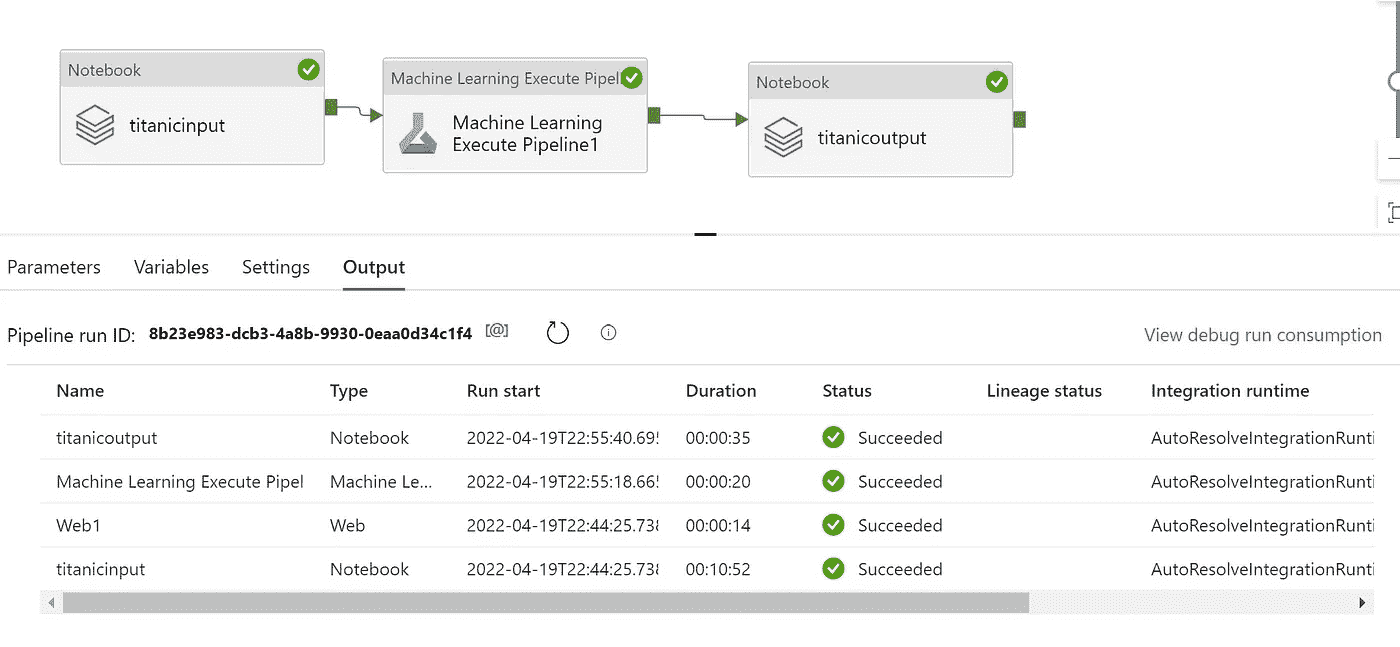 Notebook
titanicinput
Machine Learning Execute Pipel
Machine Learning
Execute Pipeline1
Notebook
titanicoutput
Parameters Variables Settings Output
Pipeline run ID: 8b23e983-dcb3-4a8b-9930-0eaa0d34c1f4 [@] View debug run consumption
Name Type Run start Duration Status Lineage status Integration runtime
titanicoutput Notebook 2022-04-19T22:55:40.695 00:00:35 Succeeded AutoResolveIntegrationRunti
Machine Learning Execute Pipel Machine Le... 2022-04-19T22:55:18.665 00:00:20 Succeeded AutoResolveIntegrationRunti
Web1 Web 2022-04-19T22:44:25.738 00:00:14 Succeeded AutoResolveIntegrationRunti
titanicinput Notebook 2022-04-19T22:44:25.738 00:10:52 Succeeded AutoResolveIntegrationRunti